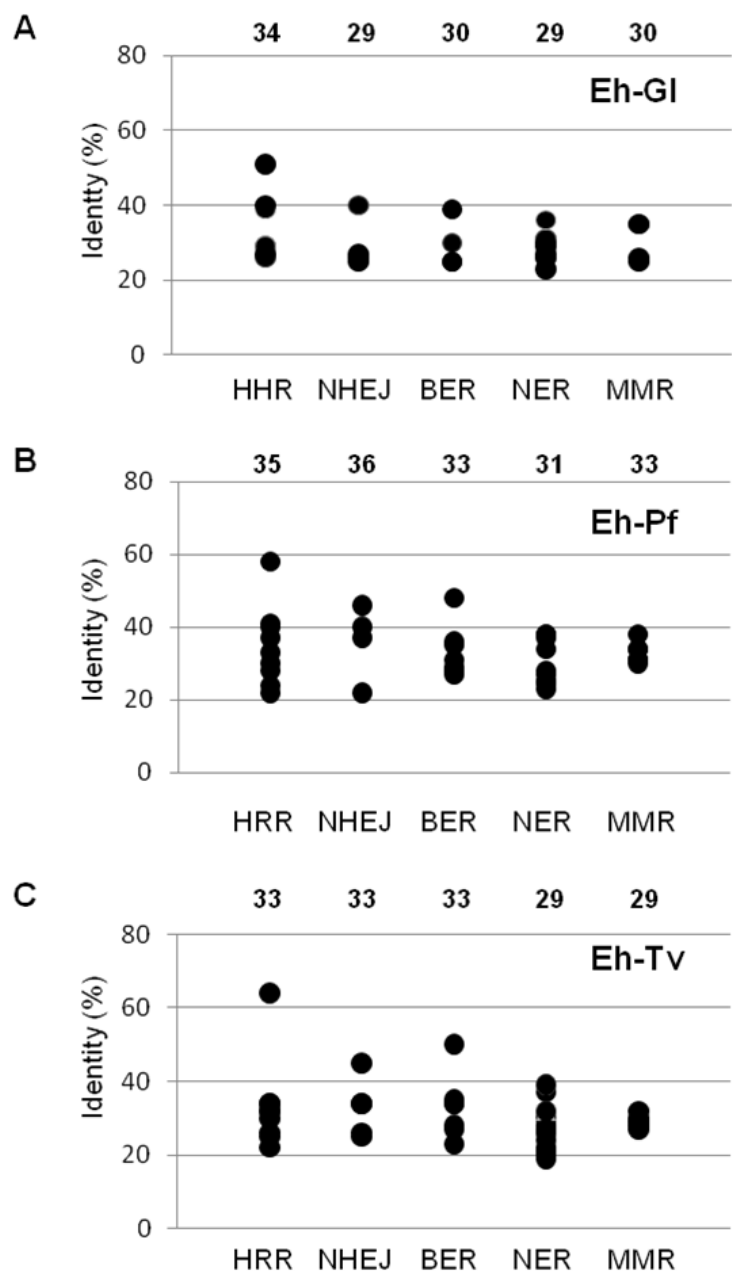 A
34 29 30 29 30
80
Eh-Gl
60
40
20
0
Identty (%)
HHR NHEJ BER NER MMR
B
35 36 33 31 33
80
Eh-Pf
60
40
20
0
Identity (%)
HRR NHEJ BER NER MMR
C
33 33 33 29 29
80
Eh-Tv
60
40
20
0
Identity (%)
HRR NHEJ BER NER MMR